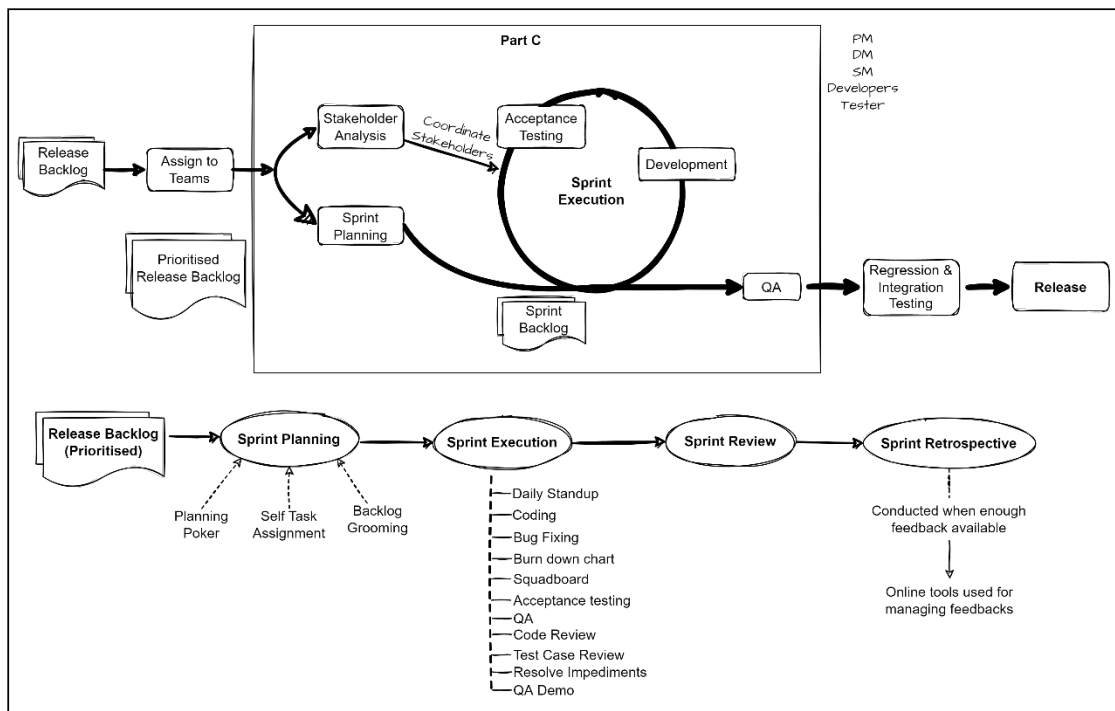 Part C
PM
DM
SM
Developers
Tester
Release
Backlog
Assign to
Teams
Prioritised
Release Backlog
Stakeholder
Analysis
Coordinate
Stakeholders
Acceptance
Testing
Development
Sprint
Execution
Sprint
Planning
Sprint
Backlog
QA
Regression &
Integration
Testing
Release
Release Backlog
(Prioritised)
Sprint Planning
Sprint Execution
Sprint Review
Sprint Retrospective
Planning
Poker
Self Task
Assignment
Backlog
Grooming
Daily Standup
Coding
Bug Fixing
Burn down chart
Squadboard
Acceptance testing
QA
Code Review
Test Case Review
Resolve Impediments
QA Demo
Conducted when enough
feedback available
Online tools used for
managing feedbacks